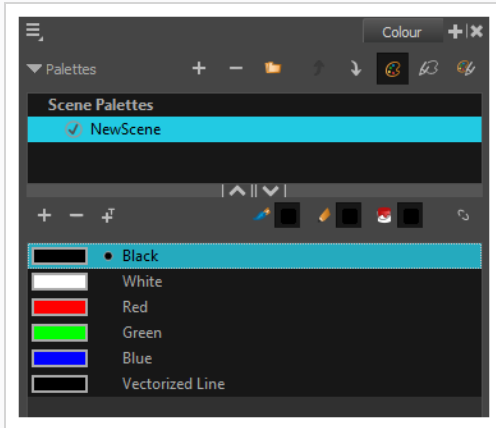 Colour
Palettes
Scene Palettes
NewScene
Black
White
Red
Green
Blue
Vectorized Line